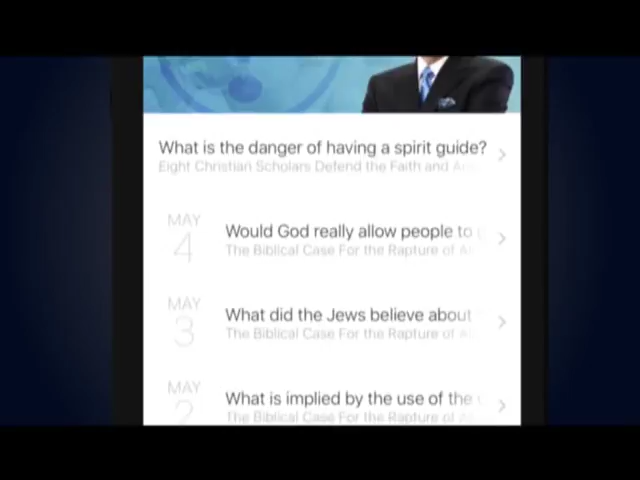 What is the danger of having a spirit guide?
Eight Christian Scholars Defend the Faith and
MAY
4
Would God really allow people to
The Biblical Case For the Rapture of
MAY
3
What did the Jews believe about
The Biblical Case For the Rapture of
MAY
2
What is implied by the use of the
The Biblical Case For the Rapture of